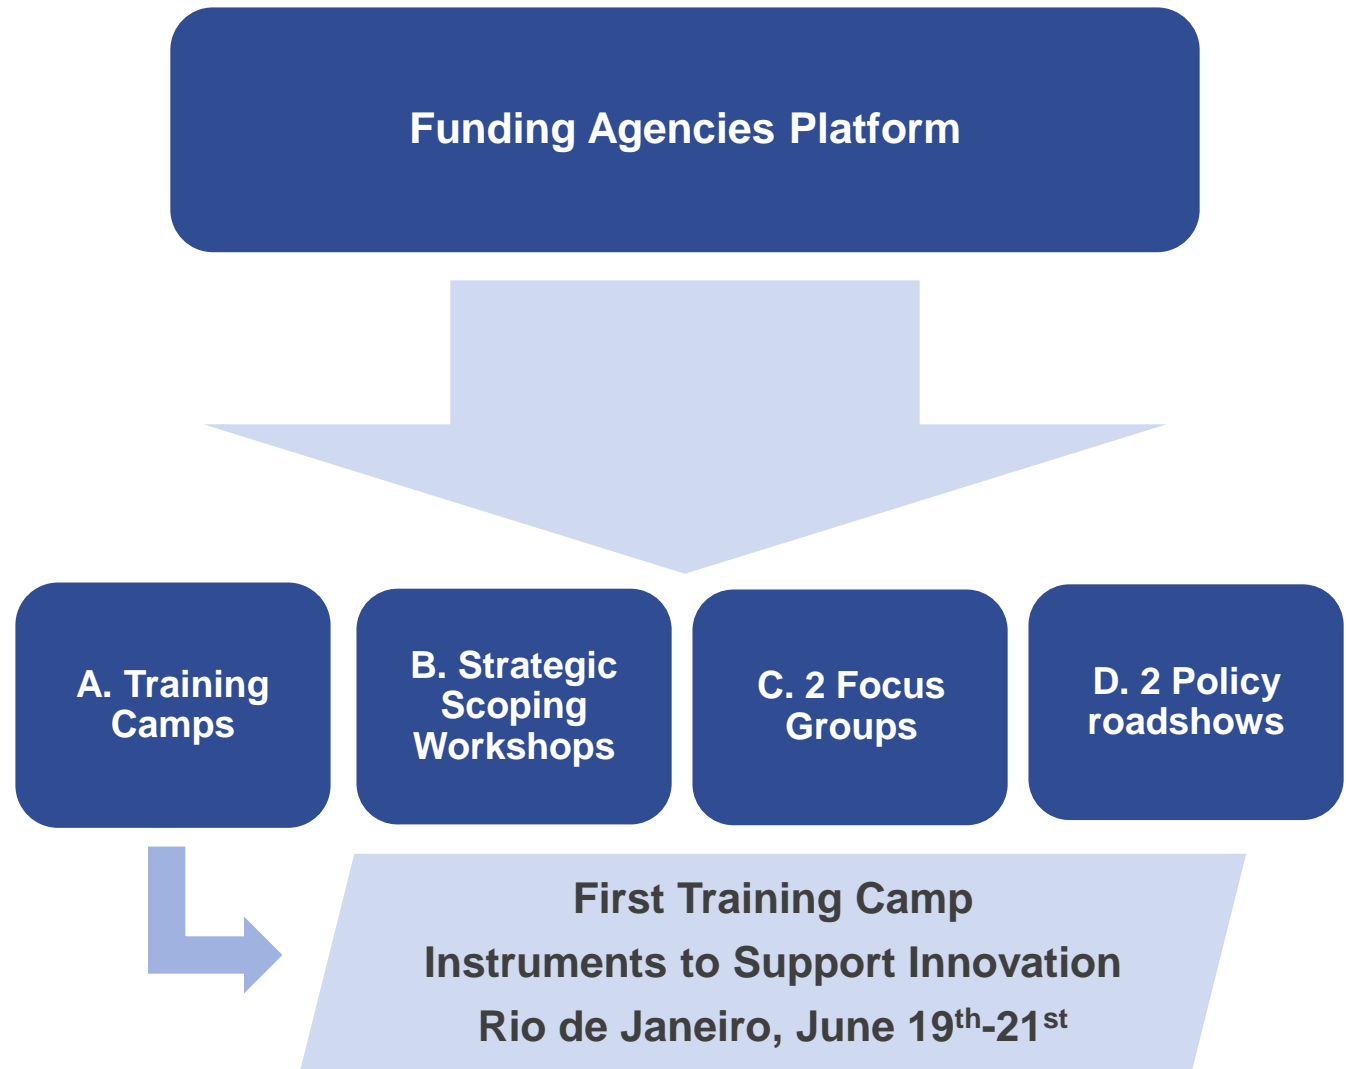 Funding Agencies Platform
A. Training
Camps
B. Strategic
Scoping
Workshops
C. 2 Focus
Groups
D. 2 Policy
roadshows
First Training Camp
Instruments to Support Innovation
Rio de Janeiro, June 19th-21st